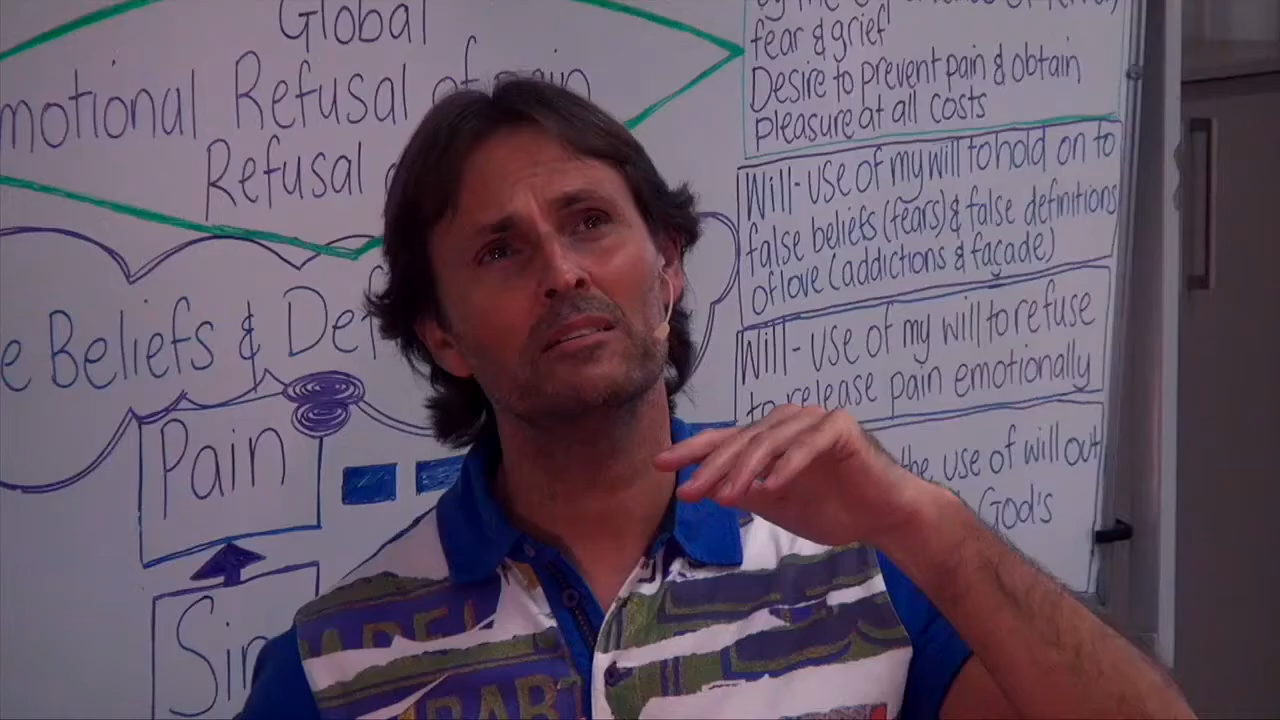 Global
motional Refusal of pain
Refusal
e Beliefs & Def
Pain
Sin
fear & grief
Desire to prevent pain & obtain
pleasure at all costs
Will - use of my will to hold on to
false beliefs (fears) & false definitions
of love (addictions & façade)
Will - use of my will to refuse
to release pain emotionally
the use of will out
God's